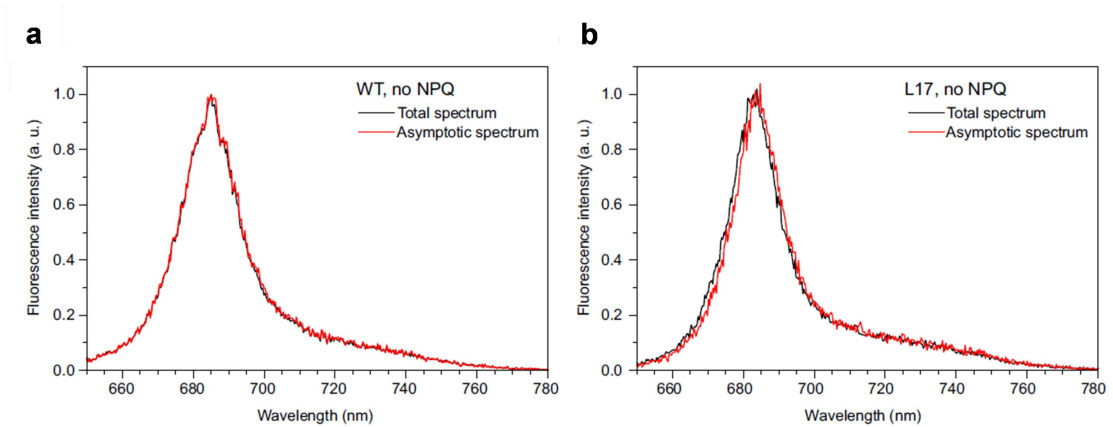 a
WT, no NPQ
Total spectrum
Asymptotic spectrum
Fluorescence intensity (a. u.)
1.0
0.8
0.6
0.4
0.2
0.0
660 680 700 720 740 760 780
Wavelength (nm)
b
L17, no NPQ
Total spectrum
Asymptotic spectrum
Fluorescence intensity (a. u.)
1.0
0.8
0.6
0.4
0.2
0.0
660 680 700 720 740 760 780
Wavelength (nm)